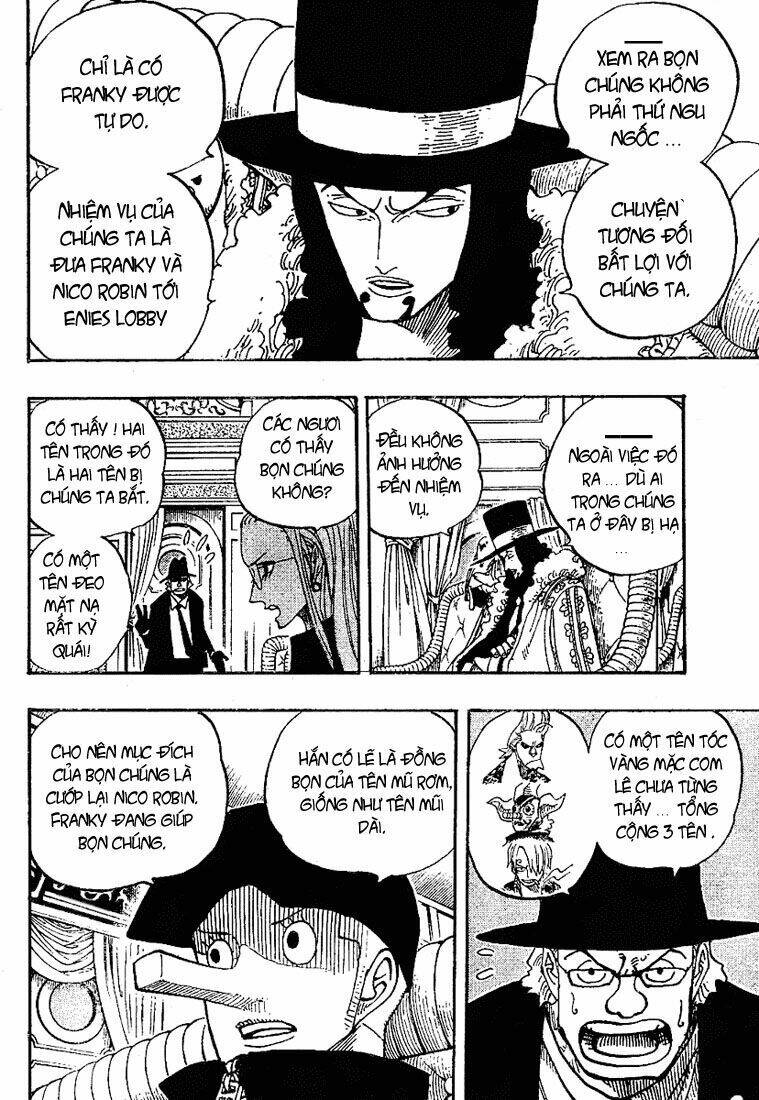 XEM RA BỌN
CHÚNG KHÔNG
PHẢI THỨ NGU
NGỐC ...
CHUYỆN
TƯƠNG ĐỐI
BẤT LỢI VỚI
CHÚNG TA.
CHỈ LÀ CÓ
FRANKY ĐƯỢC
TỰ DO.
NHIỆM VỤ CỦA
CHÚNG TA LÀ
ĐƯA FRANKY VÀ
NICO ROBIN TỚI
ENIES LOBBY
NGOÀI VIỆC ĐÓ
RA ... DÙ AI
TRONG CHÚNG
TA Ở ĐÂY BỊ HẠ
...
ĐỀU KHÔNG
ẢNH HƯỞNG
ĐẾN NHIỆM
VỤ.
CÁC NGƯƠI
CÓ THẤY
BỌN CHÚNG
KHÔNG?
CÓ THẤY ! HAI
TÊN TRONG ĐÓ
LÀ HAI TÊN BỊ
CHÚNG TA BẮT.
CÓ MỘT
TÊN ĐEO
MẶT NẠ
RẤT KỲ
QUÁI!
CÓ MỘT TÊN TÓC
VÀNG MẶC COM
LÊ CHƯA TỪNG
THẤY ... TỔNG
CỘNG 3 TÊN .
HẮN CÓ LẼ LÀ ĐỒNG
BỌN CỦA TÊN MŨ RƠM,
GIỐNG NHƯ TÊN MŨI
DÀI.
CHO NÊN MỤC ĐÍCH
CỦA BỌN CHÚNG LÀ
CƯỚP LẠI NICO ROBIN,
FRANKY ĐANG GIÚP
BỌN CHÚNG.